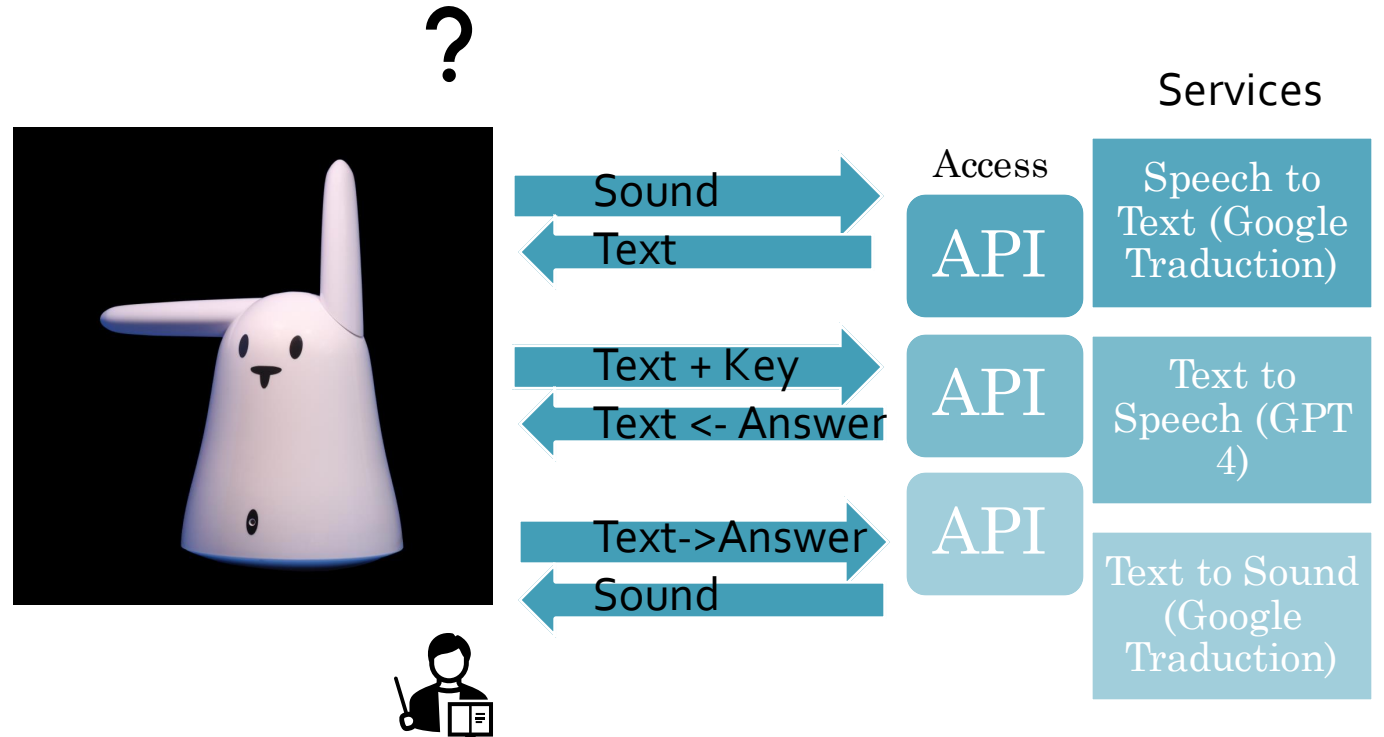 ?
Services
Access
Sound
Text
API
Speech to
Text (Google
Traduction)
Text + Key
Text <- Answer
API
Text to
Speech (GPT
4)
Text->Answer
Sound
API
Text to Sound
(Google
Traduction)